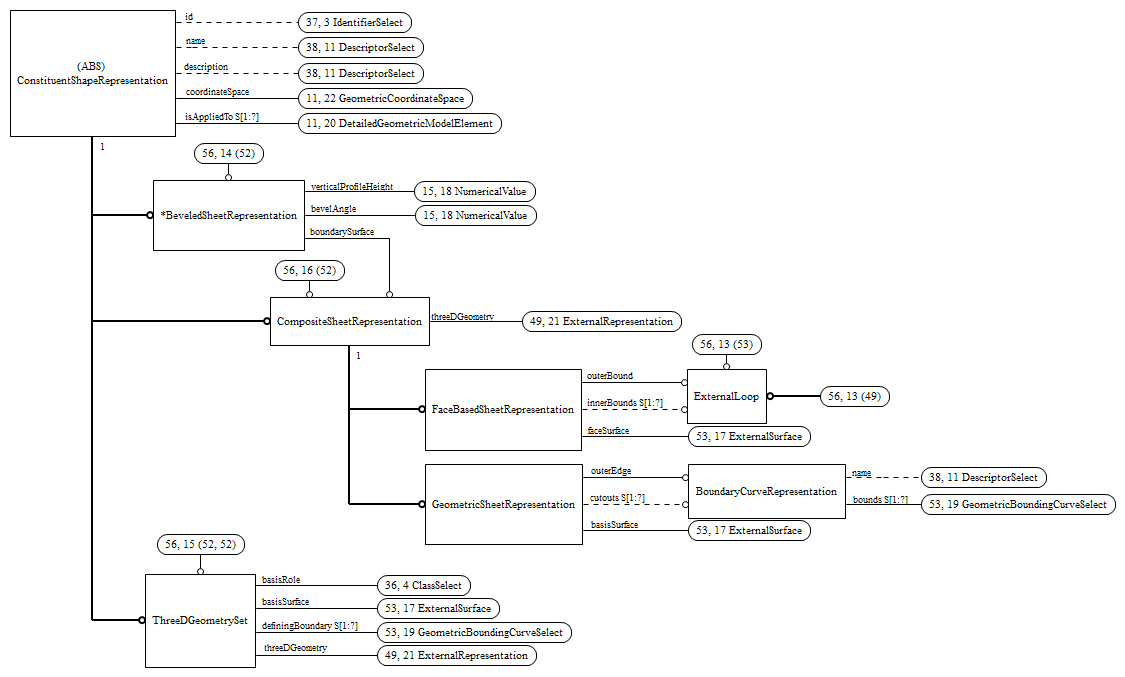 id
37, 3 IdentifierSelect
name
38, 11 DescriptorSelect
(ABS)
ConstituentShapeRepresentation
description
38, 11 DescriptorSelect
coordinateSpace
11, 22 GeometricCoordinateSpace
isAppliedTo S[1:?]
11, 20 DetailedGeometricModelElement
1
56, 14 (52)
*BeveledSheetRepresentation
verticalProfileHeight
15, 18 NumericalValue
bevelAngle
15, 18 NumericalValue
boundarySurface
56, 16 (52)
CompositeSheetRepresentation
threeDGeometry
49, 21 ExternalRepresentation
1
56, 13 (53)
FaceBasedSheetRepresentation
outerBound
innerBounds S[1:?]
faceSurface
ExternalLoop
56, 13 (49)
53, 17 ExternalSurface
GeometricSheetRepresentation
outerEdge
cutouts S[1:?]
basisSurface
BoundaryCurveRepresentation
name
38, 11 DescriptorSelect
bounds S[1:?]
53, 19 GeometricBoundingCurveSelect
53, 17 ExternalSurface
56, 15 (52, 52)
ThreeDGeometrySet
basisRole
36, 4 ClassSelect
basisSurface
53, 17 ExternalSurface
definingBoundary S[1:?]
53, 19 GeometricBoundingCurveSelect
threeDGeometry
49, 21 ExternalRepresentation